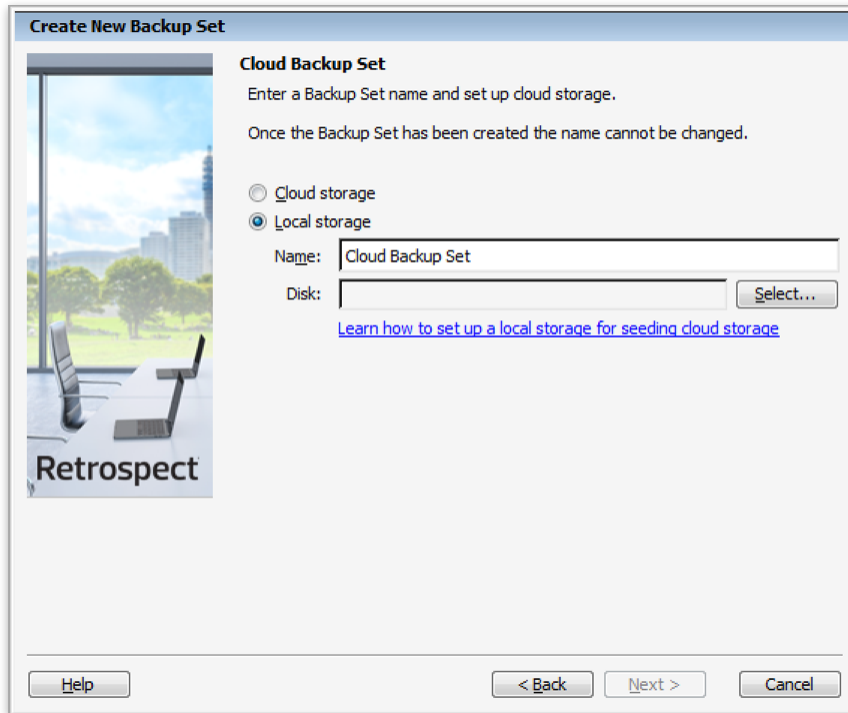 Create New Backup Set
Cloud Backup Set
Enter a Backup Set name and set up cloud storage.
Once the Backup Set has been created the name cannot be changed.
Cloud storage
Local storage
Name: Cloud Backup Set
Disk: Select...
Learn how to set up a local storage for seeding cloud storage
Retrospect
Help < Back Next > Cancel